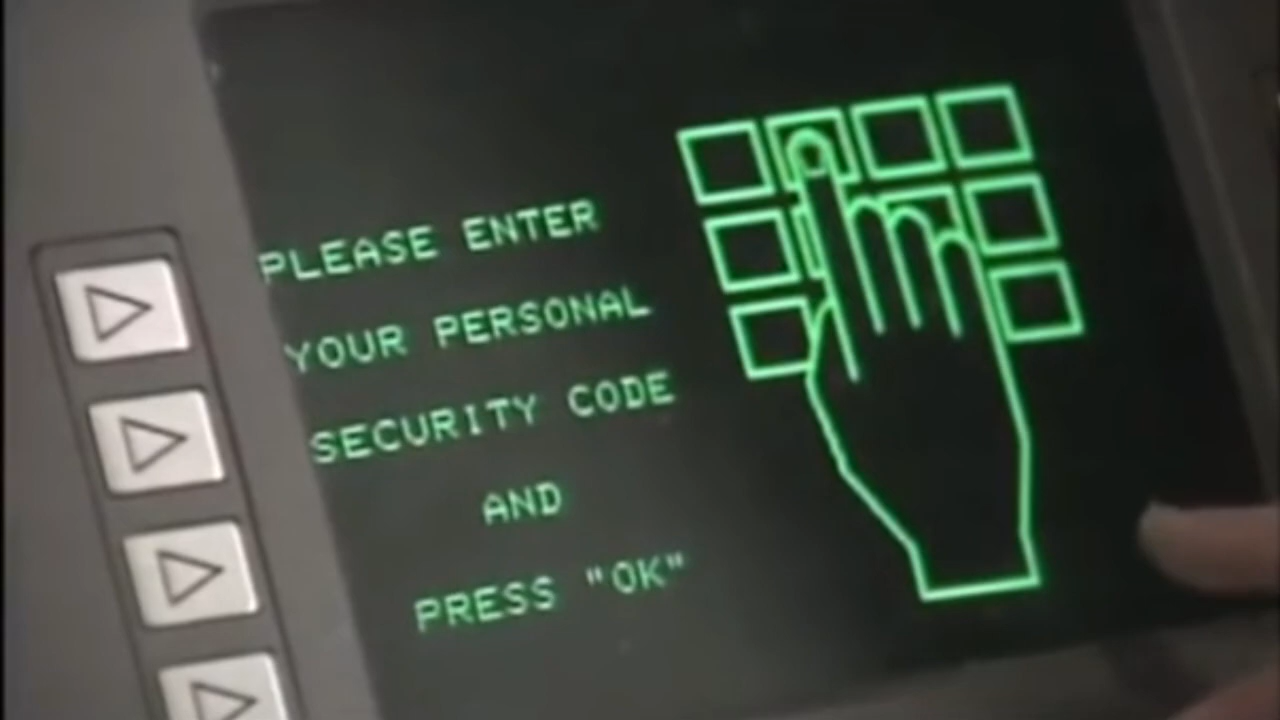 PLEASE ENTER
YOUR PERSONAL
SECURITY CODE
AND
PRESS "OK"